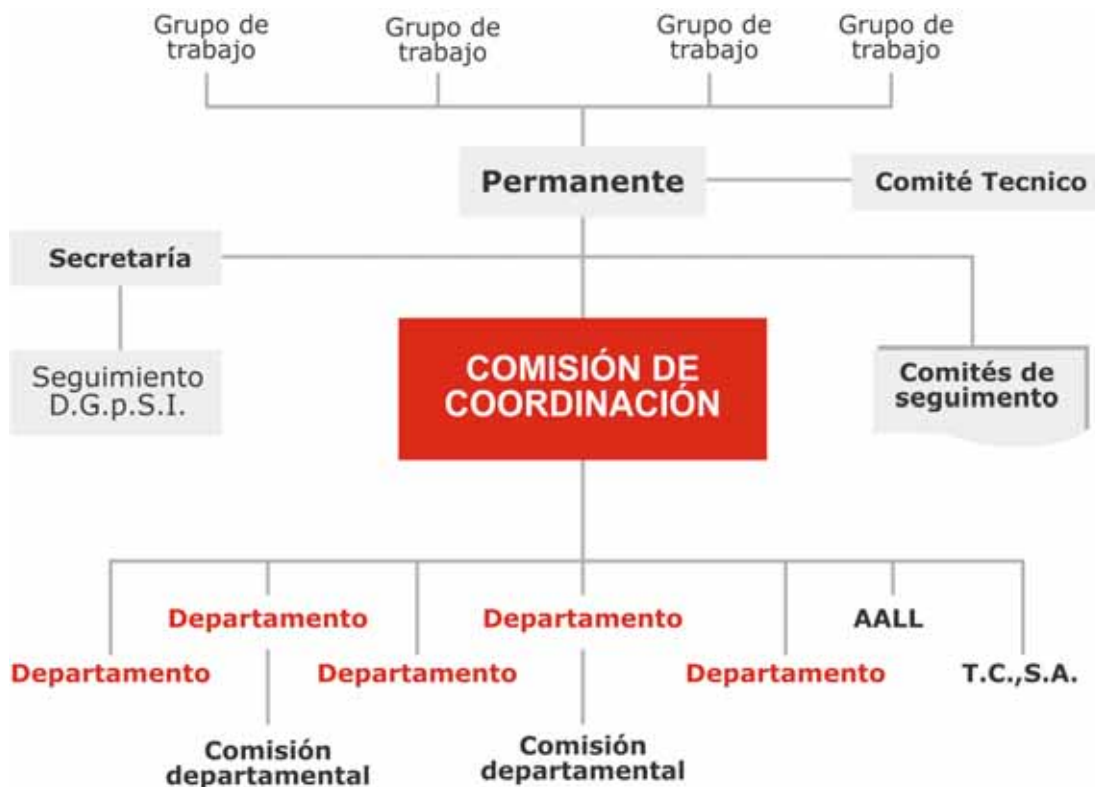 Grupo de
trabajo
Grupo de
trabajo
Grupo de
trabajo
Grupo de
trabajo
Permanente
Comité Tecnico
Secretaría
Seguimiento
D.G.p.S.I.
COMISIÓN DE
COORDINACIÓN
Comités de
seguimento
Departamento
Departamento
AALL
Departamento
Departamento
Departamento
T.C.,S.A.
Comisión
departamental
Comisión
departamental